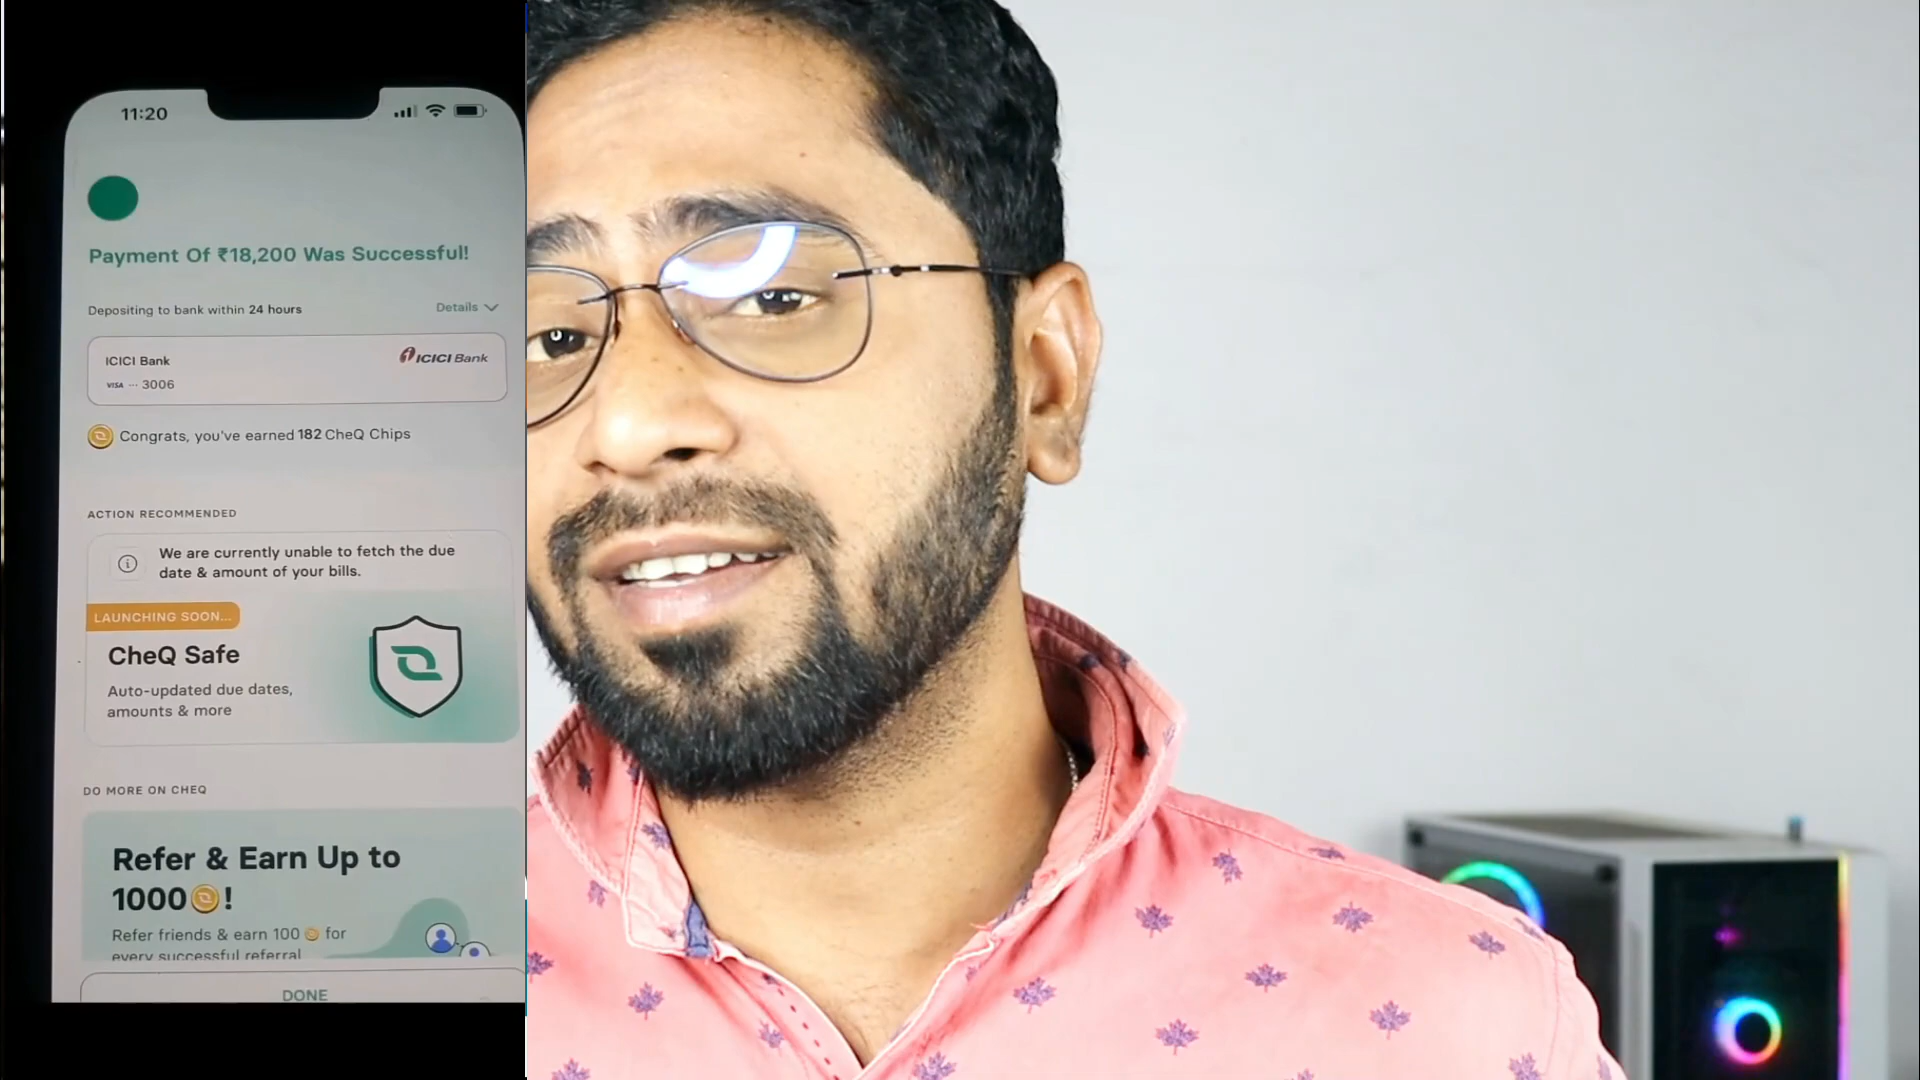 11:20
Payment Of ₹18,200 Was Successful!
Depositing to bank within 24 hours
Details
ICICI Bank
ICICI Bank
VISA ··· 3006
Congrats, you've earned 182 CheQ Chips
ACTION RECOMMENDED
We are currently unable to fetch the due
date & amount of your bills.
LAUNCHING SOON...
CheQ Safe
Auto-updated due dates,
amounts & more
DO MORE ON CHEQ
Refer & Earn Up to
1000 !
Refer friends & earn 100 for
every successful referral
DONE